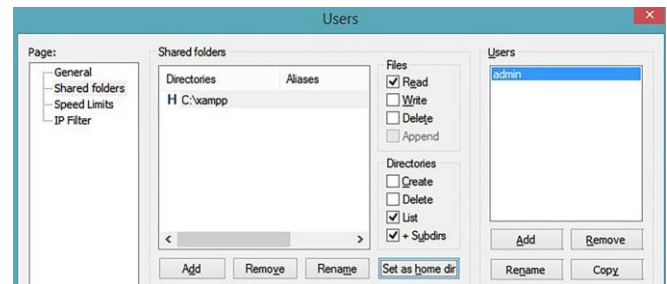 Users
Page:
General
Shared folders
Speed Limits
IP Filter
Shared folders
Directories Aliases
H C:\xampp
Files
Read
Write
Delete
Append
Directories
Create
Delete
List
+ Subdirs
Add Remove Rename Set as home dir
Users
admin
Add Remove
Rename Copy